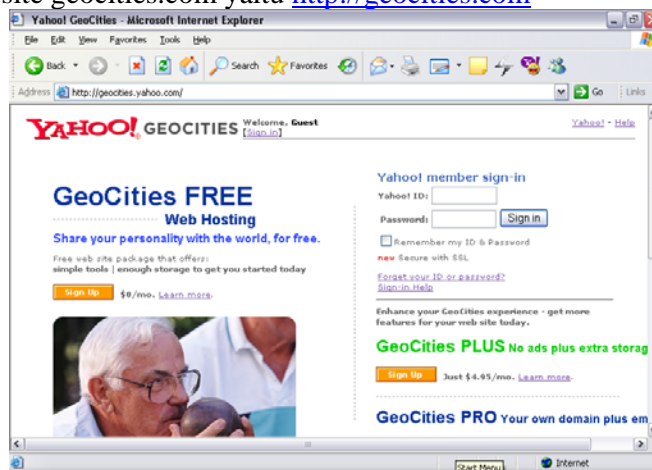 site geocities.com yaitu http://geocities.com
Yahoo! GeoCities - Microsoft Internet Explorer
File Edit View Favorites Tools Help
Back Search Favorites
Address http://geocities.yahoo.com/ Go Links
YAHOO! GEOCITIES Welcome, Guest [Sign in] Yahoo! - Help
GeoCities FREE
Web Hosting
Share your personality with the world, for free.
Free web site package that offers:
simple tools | enough storage to get you started today
Sign Up $0/mo. Learn more.
Yahoo! member sign-in
Yahoo! ID:
Password: Sign in
Remember my ID & Password
new Secure with SSL
Forget your ID or password?
Sign-in Help
Enhance your GeoCities experience - get more
features for your web site today.
GeoCities PLUS No ads plus extra storag
Sign Up Just $4.95/mo. Learn more.
GeoCities PRO Your own domain plus em
Start Menu Internet